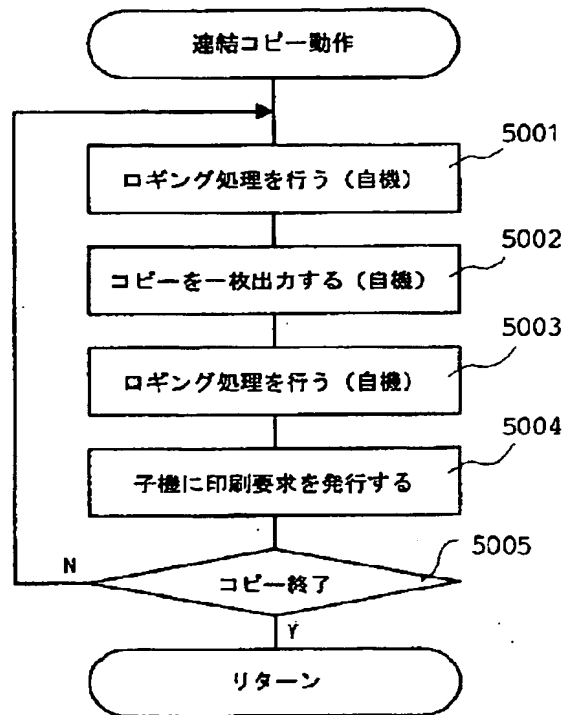 連結コピー動作
5001
ロギング処理を行う(自機)
5002
コピーを一枚出力する(自機)
5003
ロギング処理を行う(自機)
5004
子機に印刷要求を発行する
5005
N
コピー終了
Y
リターン